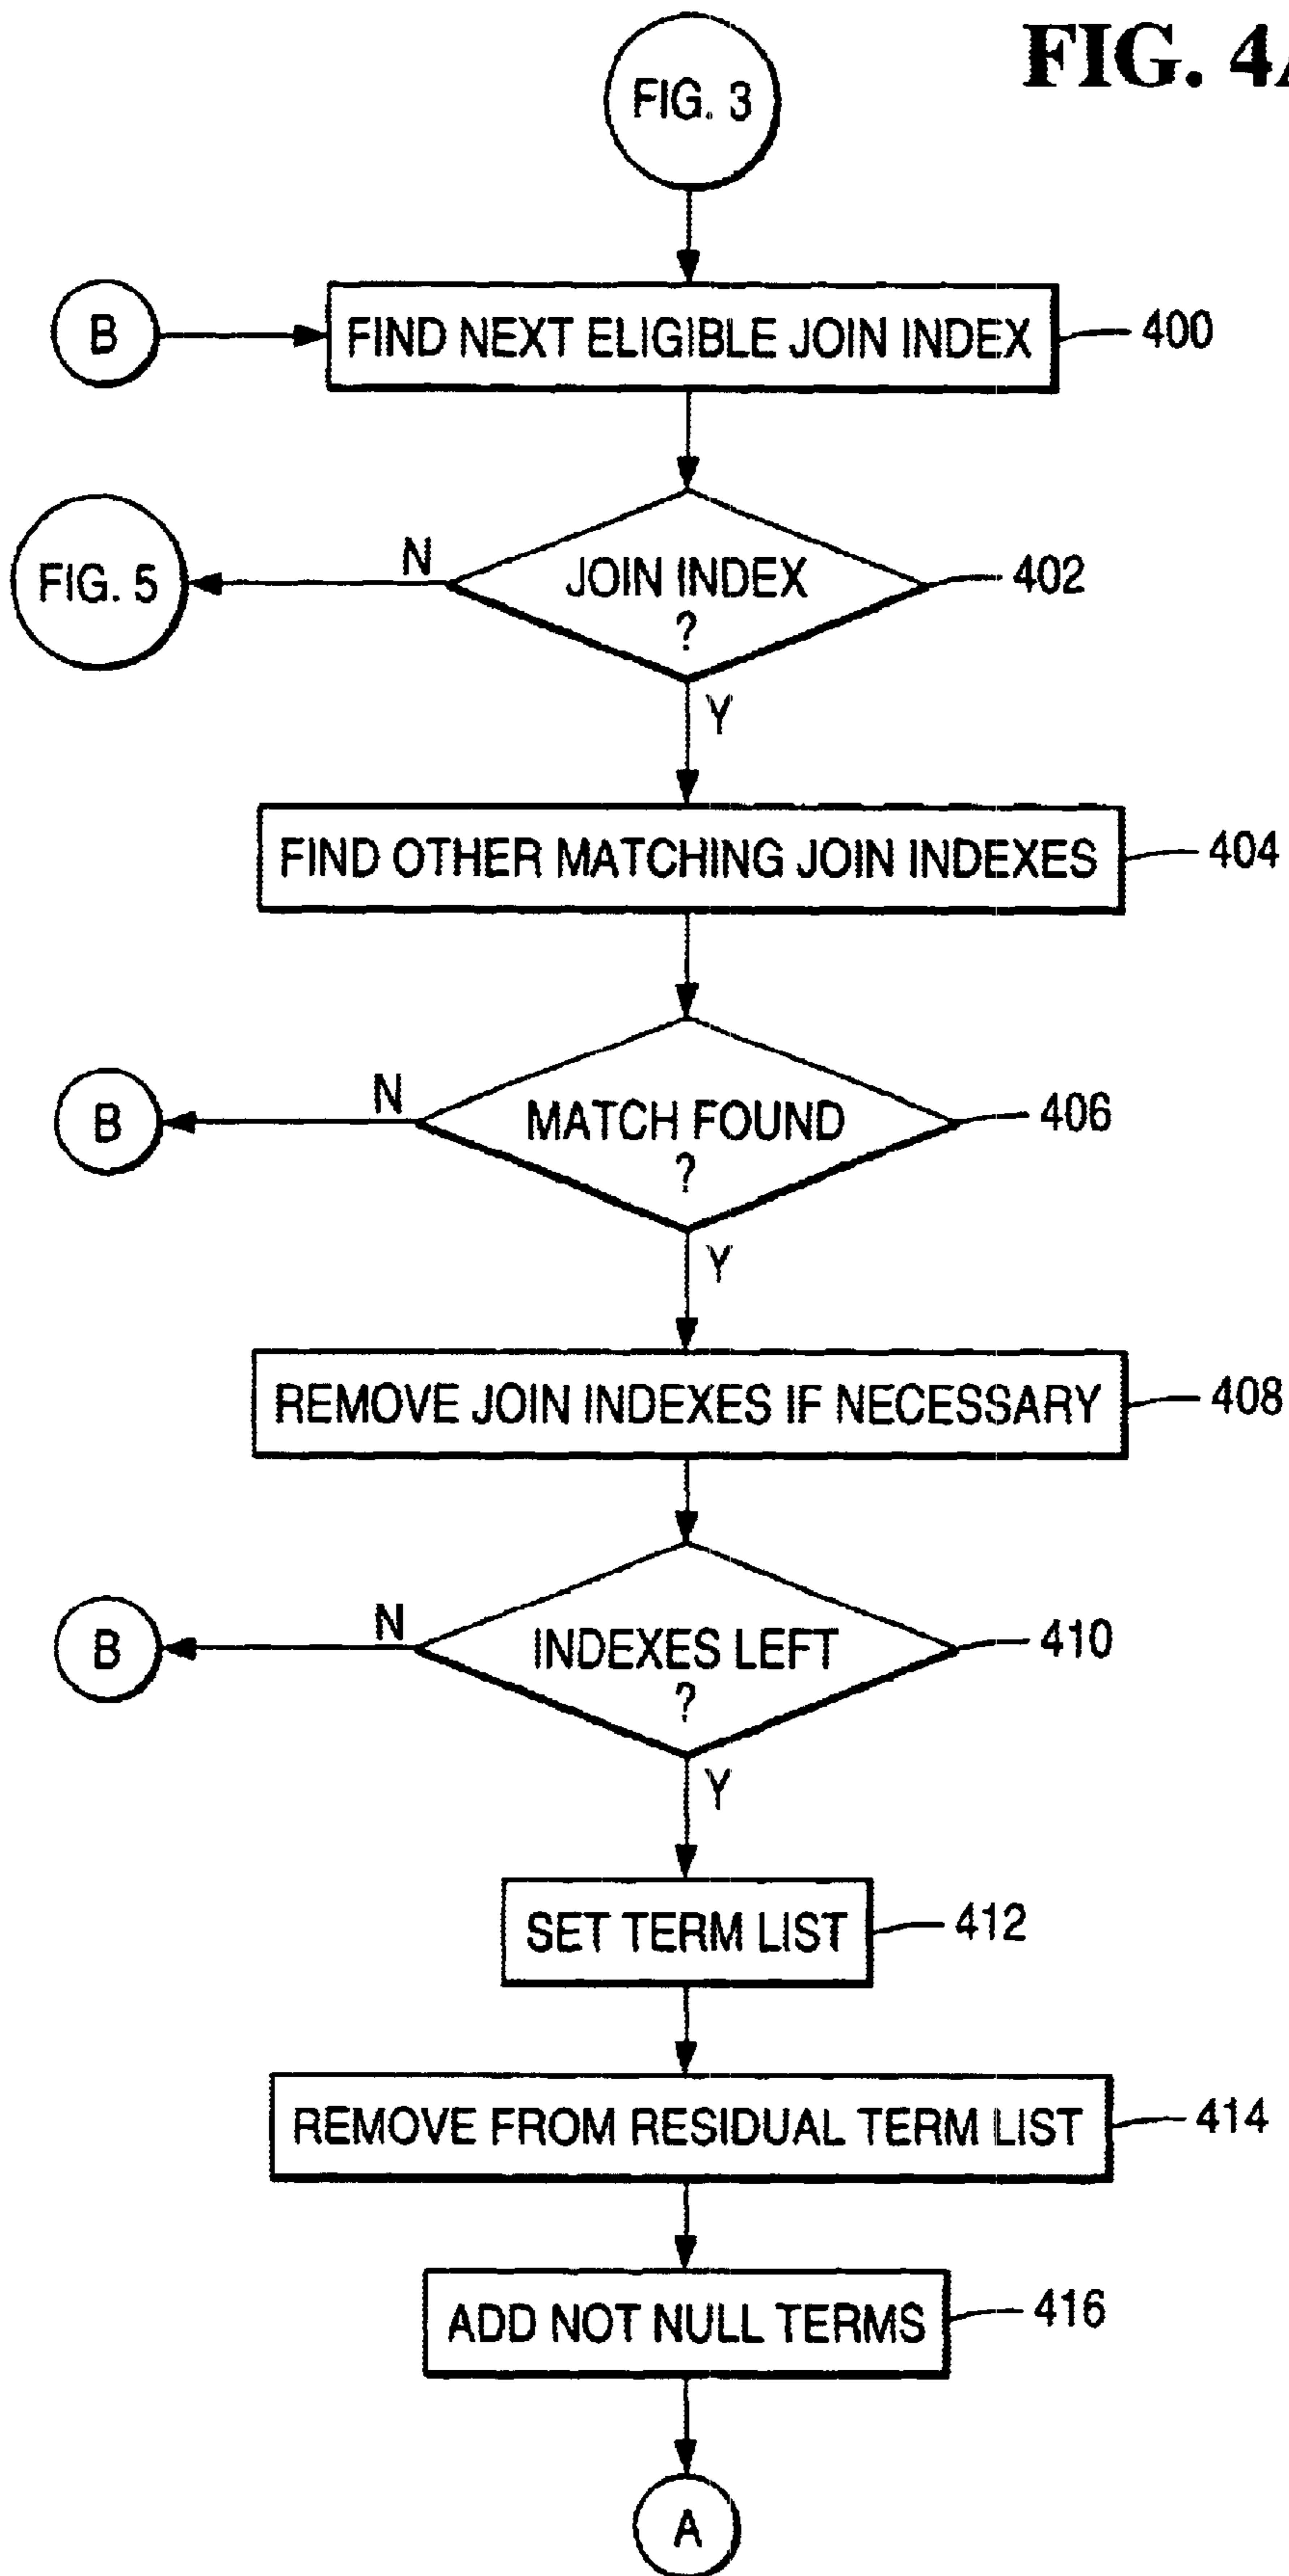 FIG. 4A
FIG. 3
B
FIND NEXT ELIGIBLE JOIN INDEX
400
FIG. 5
N
JOIN INDEX
?
402
Y
FIND OTHER MATCHING JOIN INDEXES
404
B
N
MATCH FOUND
?
406
Y
REMOVE JOIN INDEXES IF NECESSARY
408
B
N
INDEXES LEFT
?
410
Y
SET TERM LIST
412
REMOVE FROM RESIDUAL TERM LIST
414
ADD NOT NULL TERMS
416
A